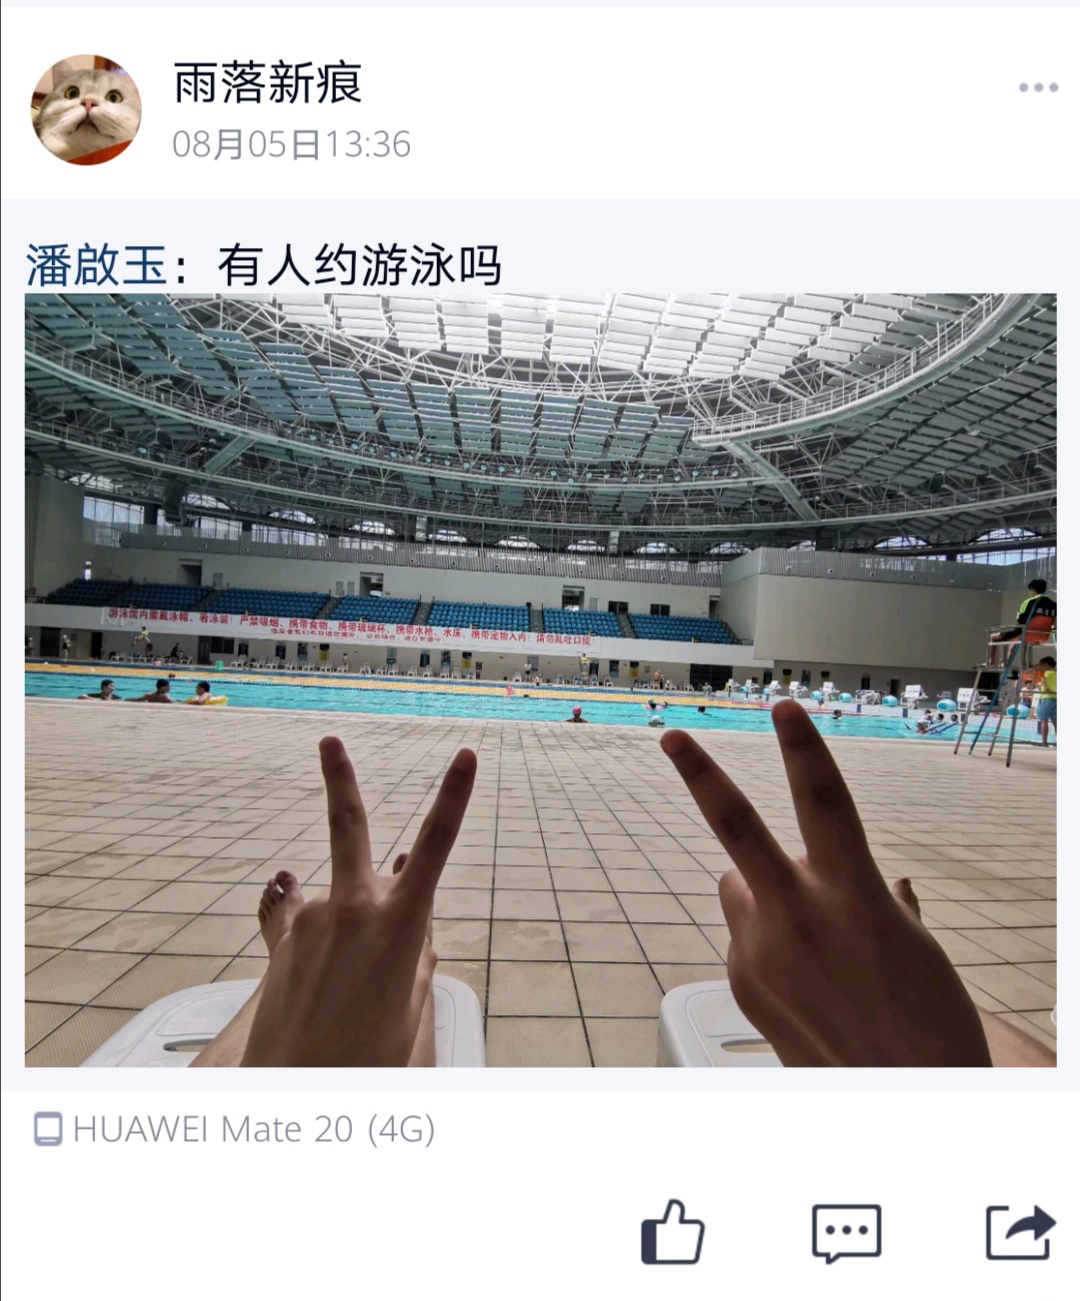 雨落新痕
08月05日13:36
潘啟玉：有人约游泳吗
游泳馆内需戴泳帽、着泳装！严禁吸烟、携带食物、携带玻璃杯、携带水枪、水床、携带宠物入内！请勿乱吐口痰
HUAWEI Mate 20 (4G)